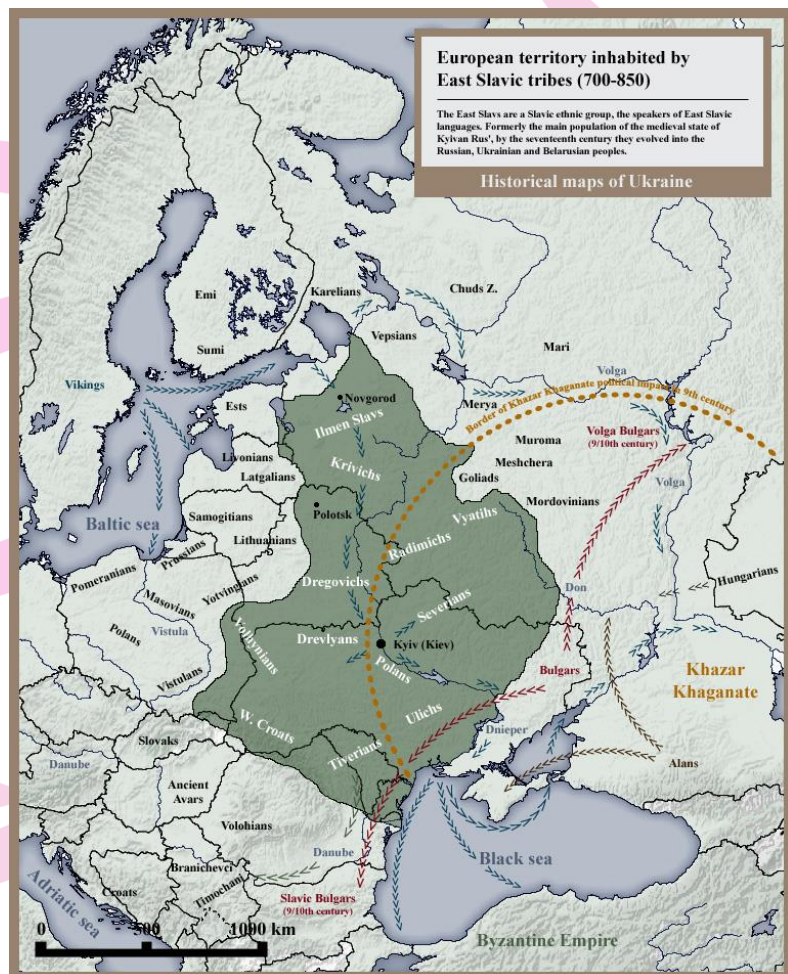 European territory inhabited by
East Slavic tribes (700-850)
The East Slavs are a Slavic ethnic group, the speakers of East Slavic
languages. Formerly the main population of the medieval state of
Kyivan Rus', by the seventeenth century they evolved into the
Russian, Ukrainian and Belarusian peoples.
Historical maps of Ukraine
Karelians
Chuds Z.
Emi
Vepsians
Sumi
Mari
Volga
Vikings
Border of Khazar Khaganate political impact in 9th century
Novgorod
Merya
Ests
Ilmen Slavs
Volga Bulgars
(9/10th century)
Muroma
Livonians
Krivichs
Meshchera
Latgalians
Goliads
Volga
Mordovinians
Polotsk
Samogitians
Vyatihs
Baltic sea
Lithuanians
Radimichs
Prussians
Pomeranians
Dregovichs
Hungarians
Yotvingians
Don
Masovians
Severians
Polans
Vistula
Volhynians
Drevlyans
Kyiv (Kiev)
Polans
Vistulans
Bulgars
Khazar
Khaganate
W. Croats
Ulichs
Dnieper
Slovaks
Tiverians
Danube
Alans
Ancient
Avars
Volohians
Danube
Black sea
Branichevci
Croats
Timochani
Slavic Bulgars
(9/10th century)
Adriatic sea
0 500 1000 km
Byzantine Empire